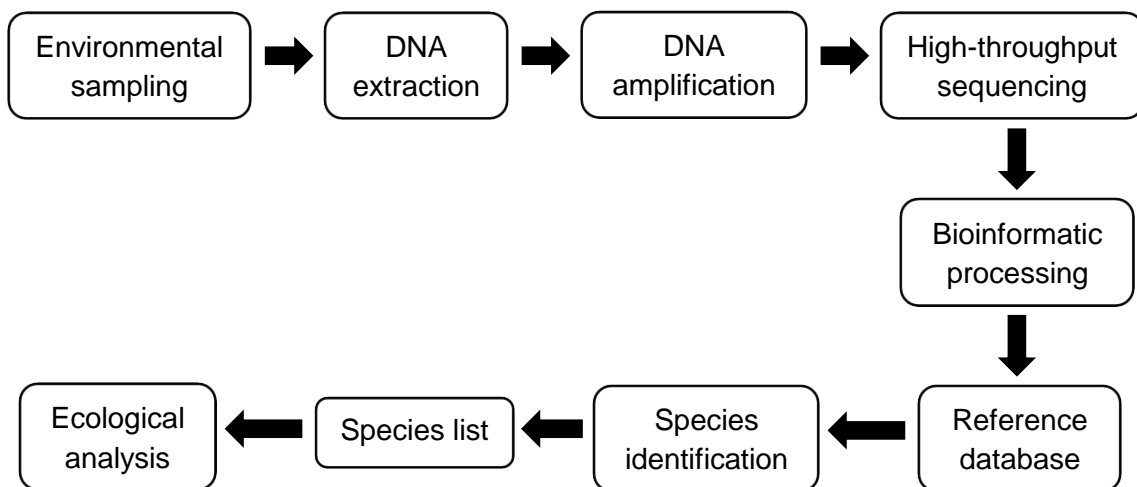 Environmental
sampling
DNA
extraction
DNA
amplification
High-throughput
sequencing
Bioinformatic
processing
Reference
database
Species
identification
Species list
Ecological
analysis